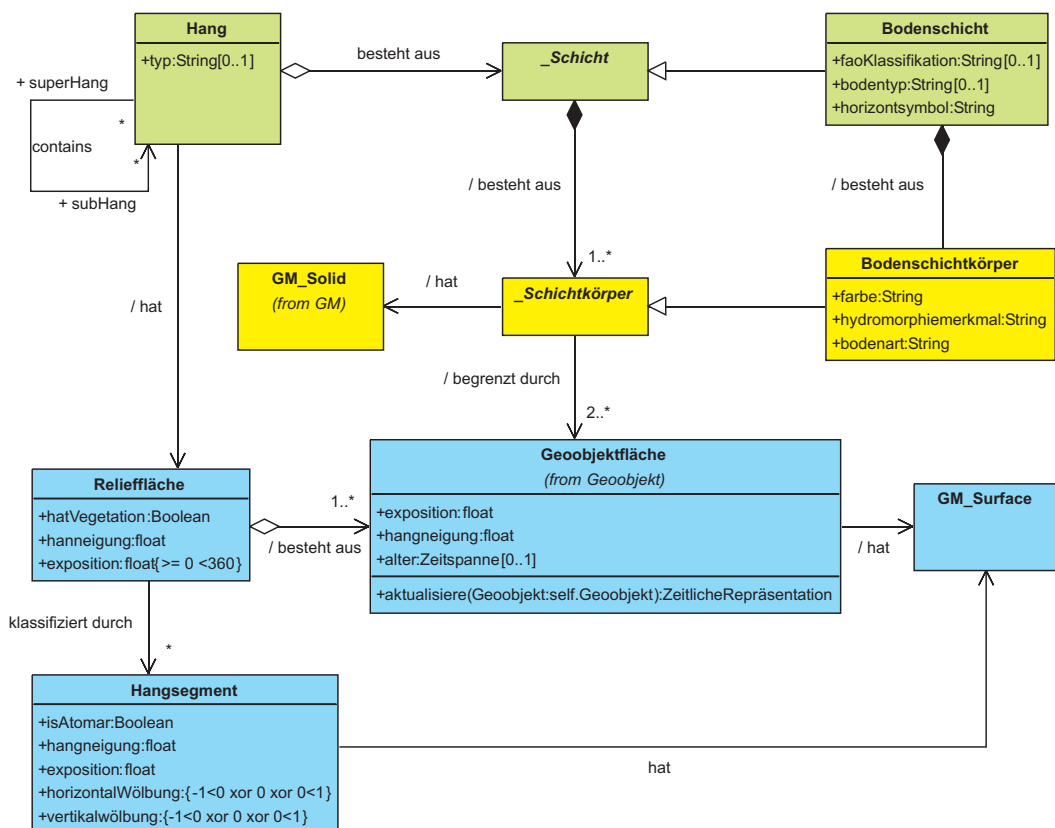 Hang
+typ:String[0..1]
besteht aus
_Schicht
Bodenschicht
+faoKlassifikation:String[0..1]
+bodentyp:String[0..1]
+horizontsymbol:String
+ superHang
*
contains
*
+ subHang
/ besteht aus
/ besteht aus
1..*
/ hat
GM_Solid
(from GM)
/ hat
_Schichtkörper
Bodenschichtkörper
+farbe:String
+hydromorphiemerkmal:String
+bodenart:String
/ begrenzt durch
2..*
Relieffläche
+hatVegetation:Boolean
+hanneigung:float
+exposition:float{>= 0 <360}
1..*
/ besteht aus
Geoobjektfläche
(from Geoobjekt)
+exposition:float
+hangneigung:float
+alter:Zeitspanne[0..1]
+aktualisiere(Geoobjekt:self.Geoobjekt):ZeitlicheRepräsentation
/ hat
GM_Surface
klassifiziert durch
*
Hangsegment
+isAtomar:Boolean
+hangneigung:float
+exposition:float
+horizontalWölbung:{-1<0 xor 0 xor 0<1}
+vertikalwölbung:{-1<0 xor 0 xor 0<1}
hat